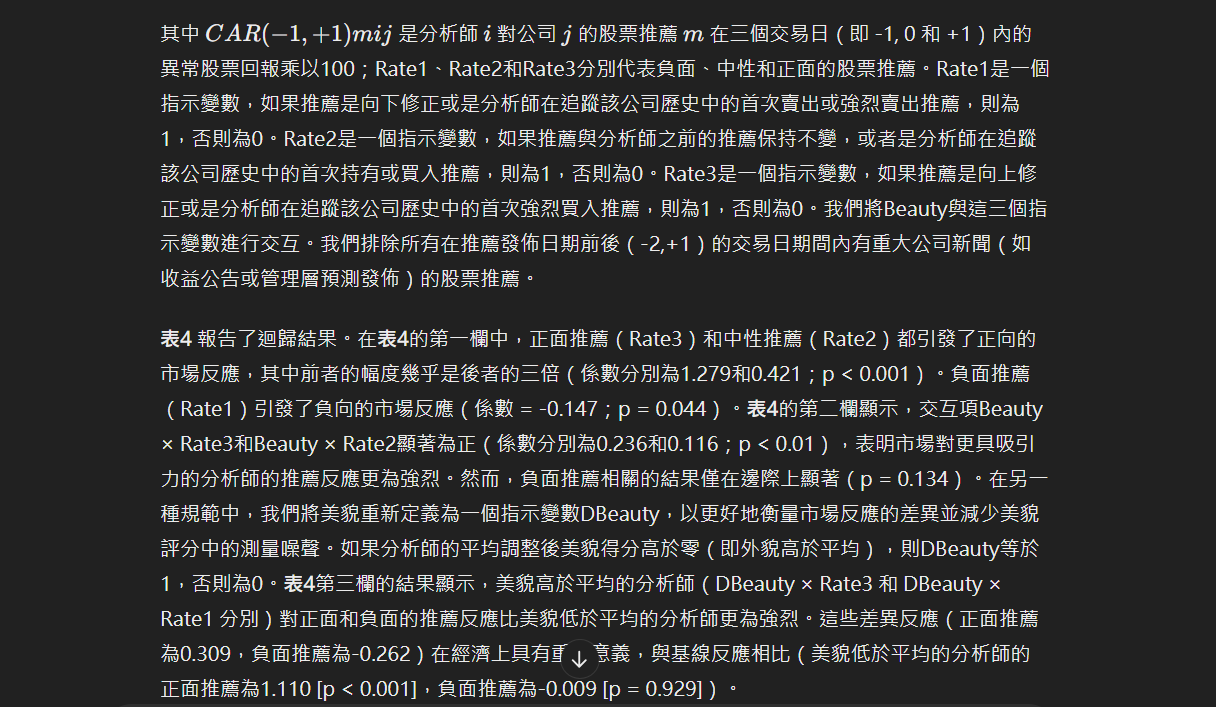 其中 CAR(−1,+1)mij 是分析師 i 對公司 j 的股票推薦 m 在三個交易日（即 -1, 0 和 +1）內的
異常股票回報乘以100；Rate1、Rate2和Rate3分別代表負面、中性和正面的股票推薦。Rate1是一個
指示變數，如果推薦是向下修正或是分析師在追蹤該公司歷史中的首次賣出或強烈賣出推薦，則為
1，否則為0。Rate2是一個指示變數，如果推薦與分析師之前的推薦保持不變，或者是分析師在追蹤
該公司歷史中的首次持有或買入推薦，則為1，否則為0。Rate3是一個指示變數，如果推薦是向上修
正或是分析師在追蹤該公司歷史中的首次強烈買入推薦，則為1，否則為0。我們將Beauty與這三個指
示變數進行交互。我們排除所有在推薦發佈日期前後（-2,+1）的交易日期間內有重大公司新聞（如
收益公告或管理層預測發佈）的股票推薦。
表4 報告了迴歸結果。在表4的第一欄中，正面推薦（Rate3）和中性推薦（Rate2）都引發了正向的
市場反應，其中前者的幅度幾乎是後者的三倍（係數分別為1.279和0.421；p < 0.001）。負面推薦
（Rate1）引發了負向的市場反應（係數 = -0.147；p = 0.044）。表4的第二欄顯示，交互項Beauty
× Rate3和Beauty × Rate2顯著為正（係數分別為0.236和0.116；p < 0.01），表明市場對更具吸引
力的分析師的推薦反應更為強烈。然而，負面推薦相關的結果僅在邊際上顯著（p = 0.134）。在另一
種規範中，我們將美貌重新定義為一個指示變數DBeauty，以更好地衡量市場反應的差異並減少美貌
評分中的測量噪聲。如果分析師的平均調整後美貌得分高於零（即外貌高於平均），則DBeauty等於
1，否則為0。表4第三欄的結果顯示，美貌高於平均的分析師（DBeauty × Rate3 和 DBeauty ×
Rate1 分別）對正面和負面的推薦反應比美貌低於平均的分析師更為強烈。這些差異反應（正面推薦
為0.309，負面推薦為-0.262）在經濟上具有重意義，與基線反應相比（美貌低於平均的分析師的
正面推薦為1.110 [p < 0.001]，負面推薦為-0.009 [p = 0.929]）。